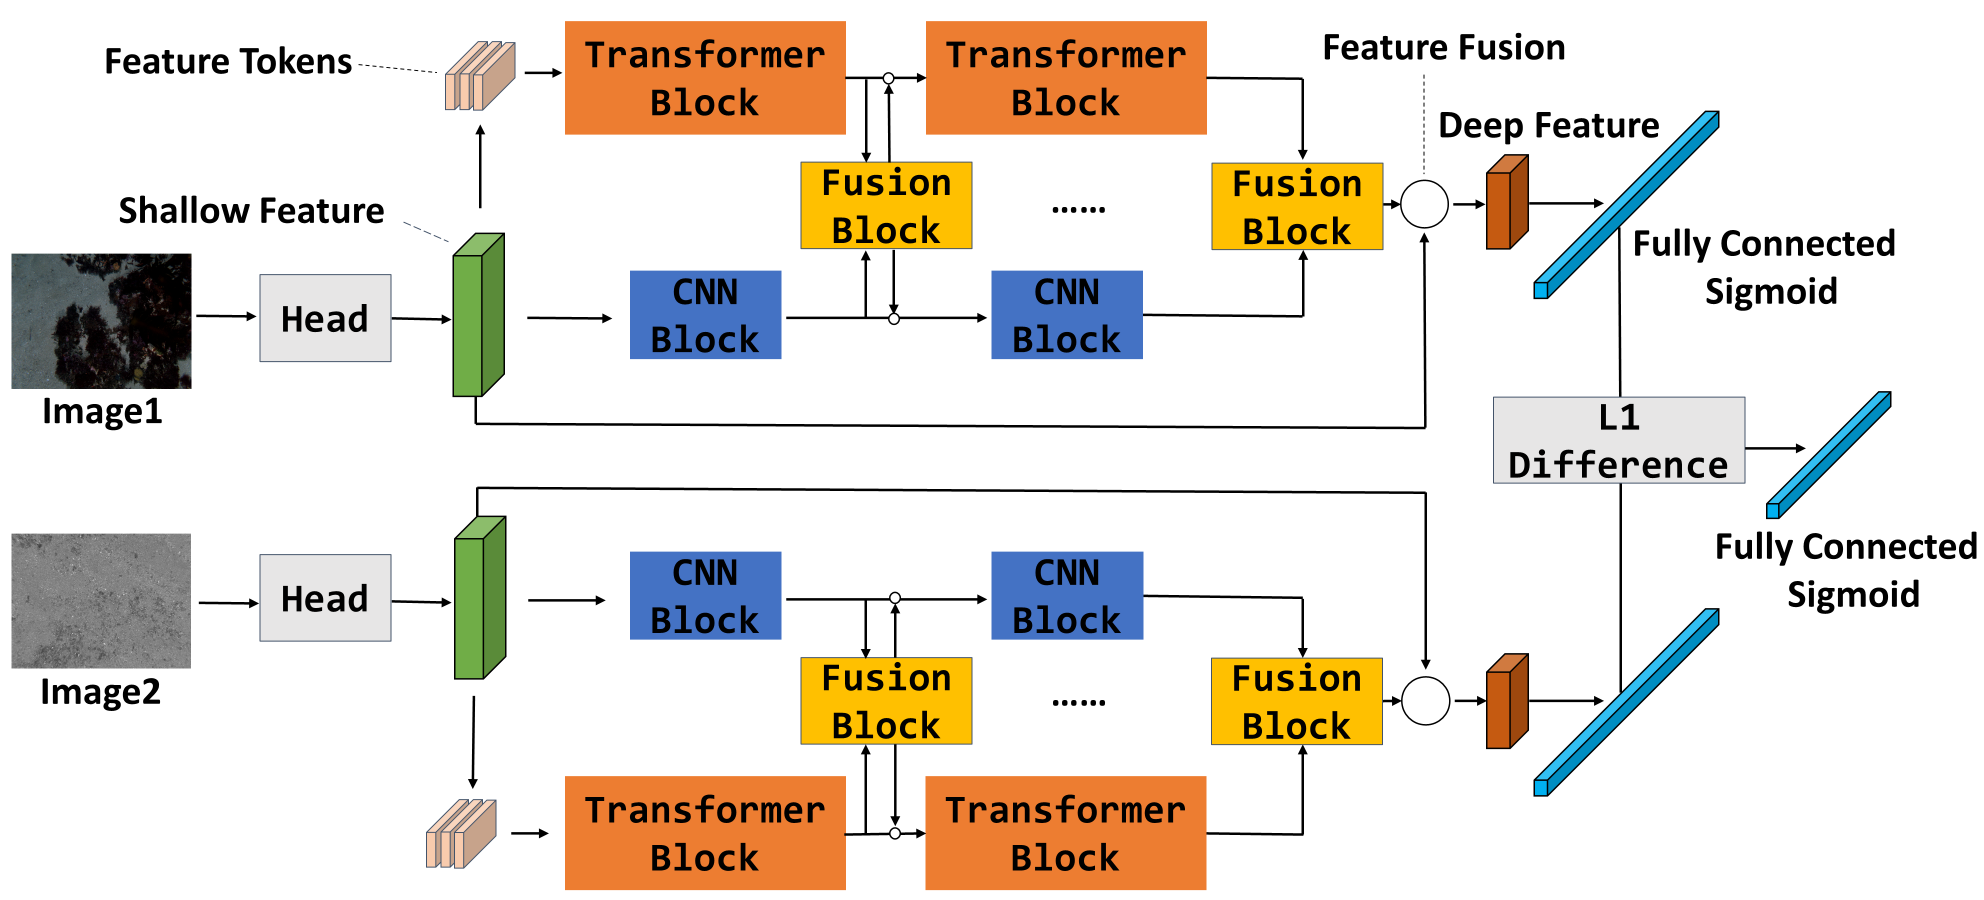 Feature Tokens
Transformer
Block
Transformer
Block
Feature Fusion
Deep Feature
Shallow Feature
Fusion
Block
......
Fusion
Block
Fully Connected
Sigmoid
Image1
Head
CNN
Block
CNN
Block
L1
Difference
Fully Connected
Sigmoid
Image2
Head
CNN
Block
CNN
Block
Fusion
Block
......
Fusion
Block
Transformer
Block
Transformer
Block